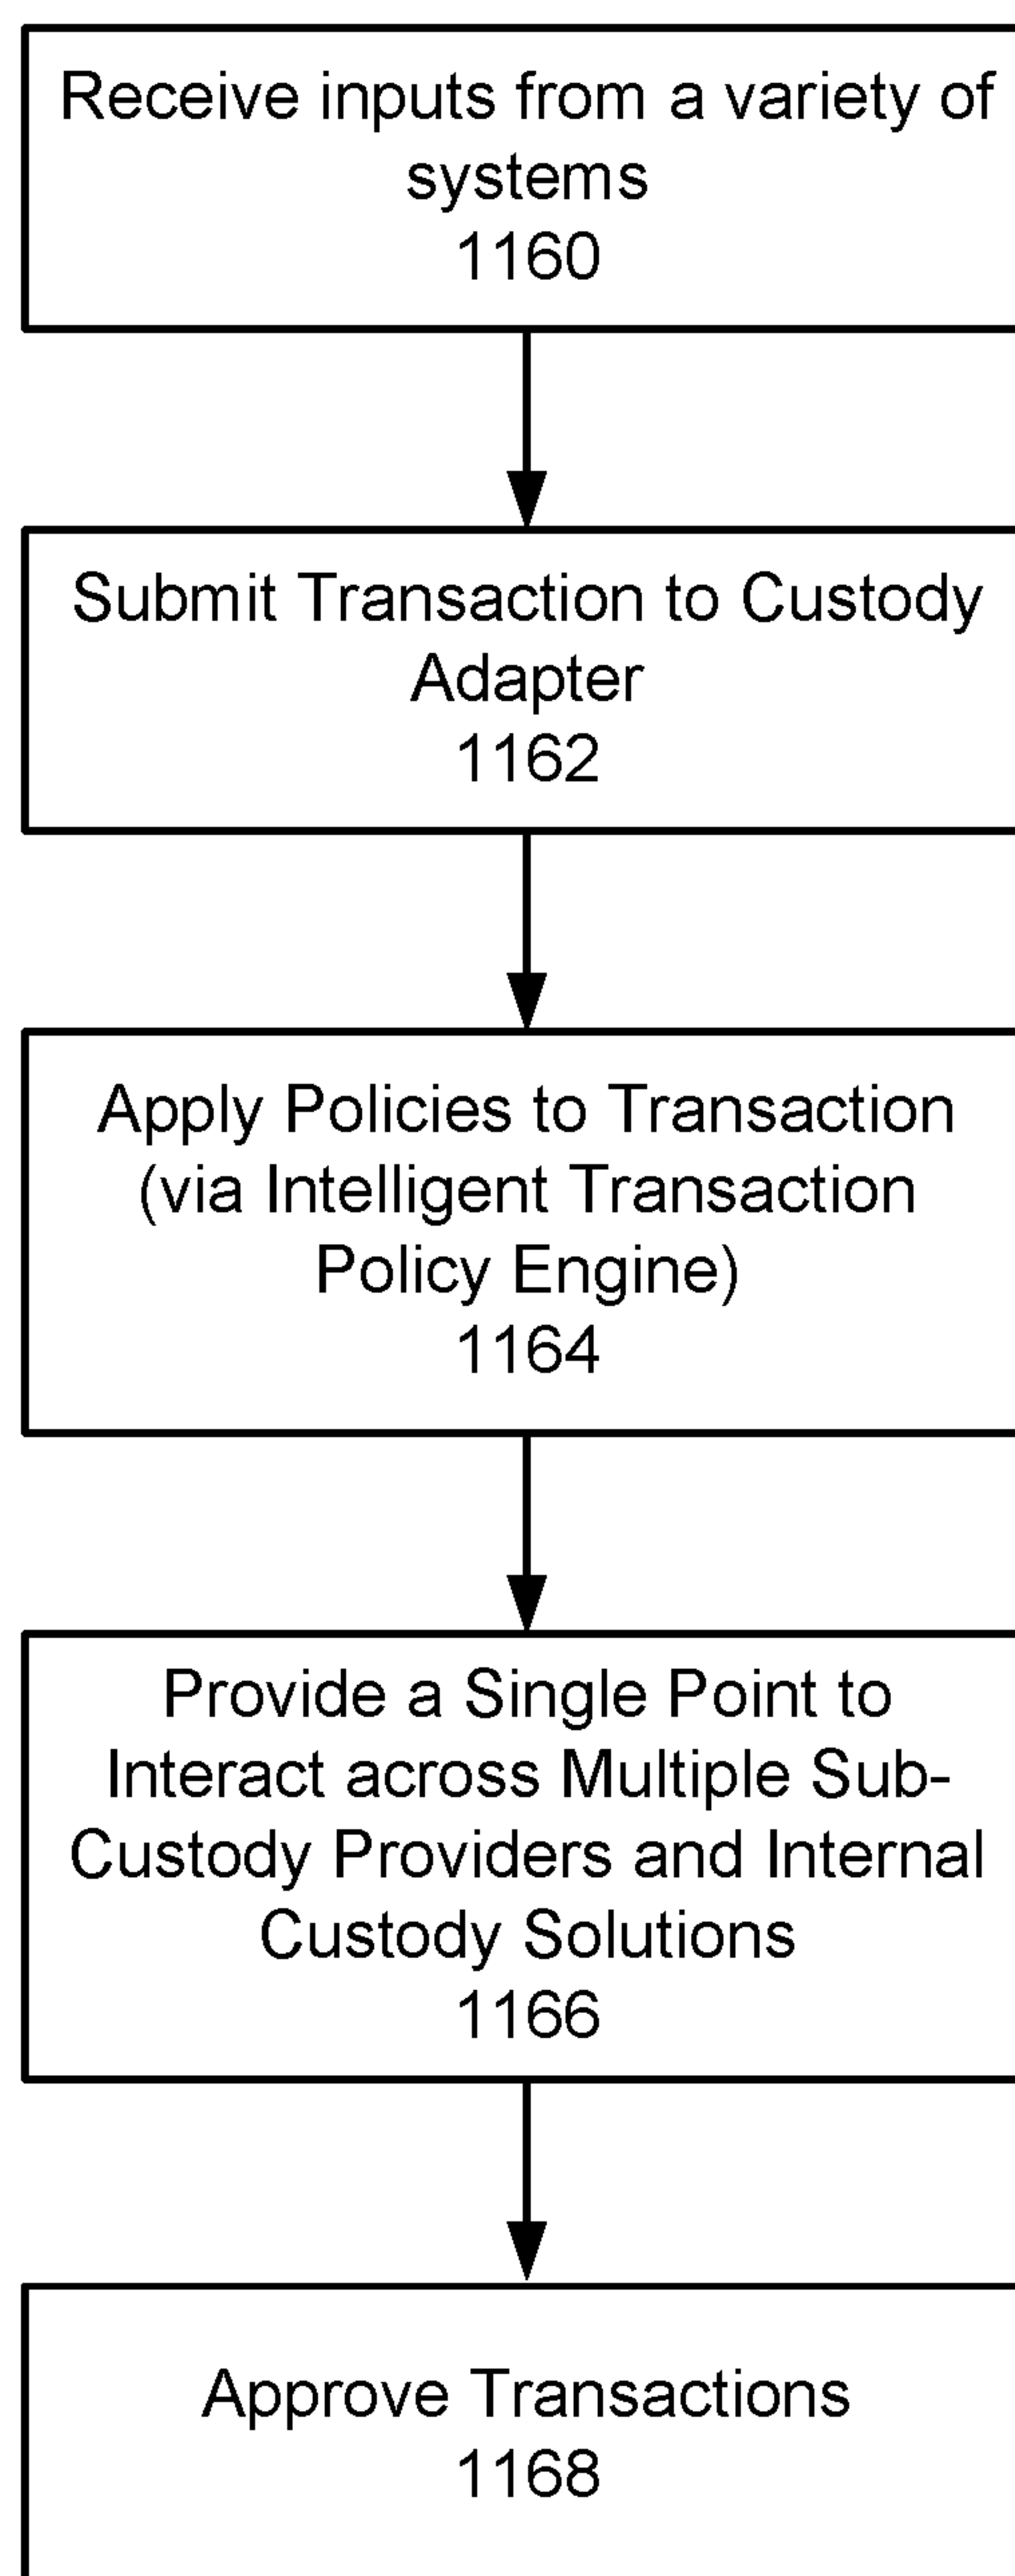 Receive inputs from a variety of
systems
1160
Submit Transaction to Custody
Adapter
1162
Apply Policies to Transaction
(via Intelligent Transaction
Policy Engine)
1164
Provide a Single Point to
Interact across Multiple Sub-
Custody Providers and Internal
Custody Solutions
1166
Approve Transactions
1168